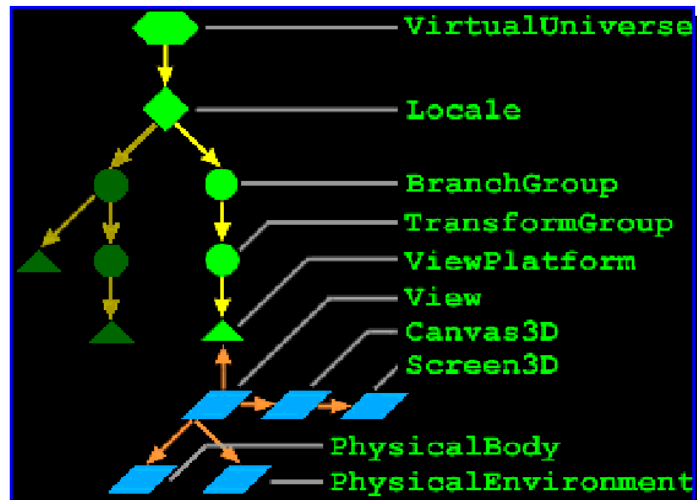 VirtualUniverse
Locale
BranchGroup
TransformGroup
ViewPlatform
View
Canvas3D
Screen3D
PhysicalBody
PhysicalEnvironment